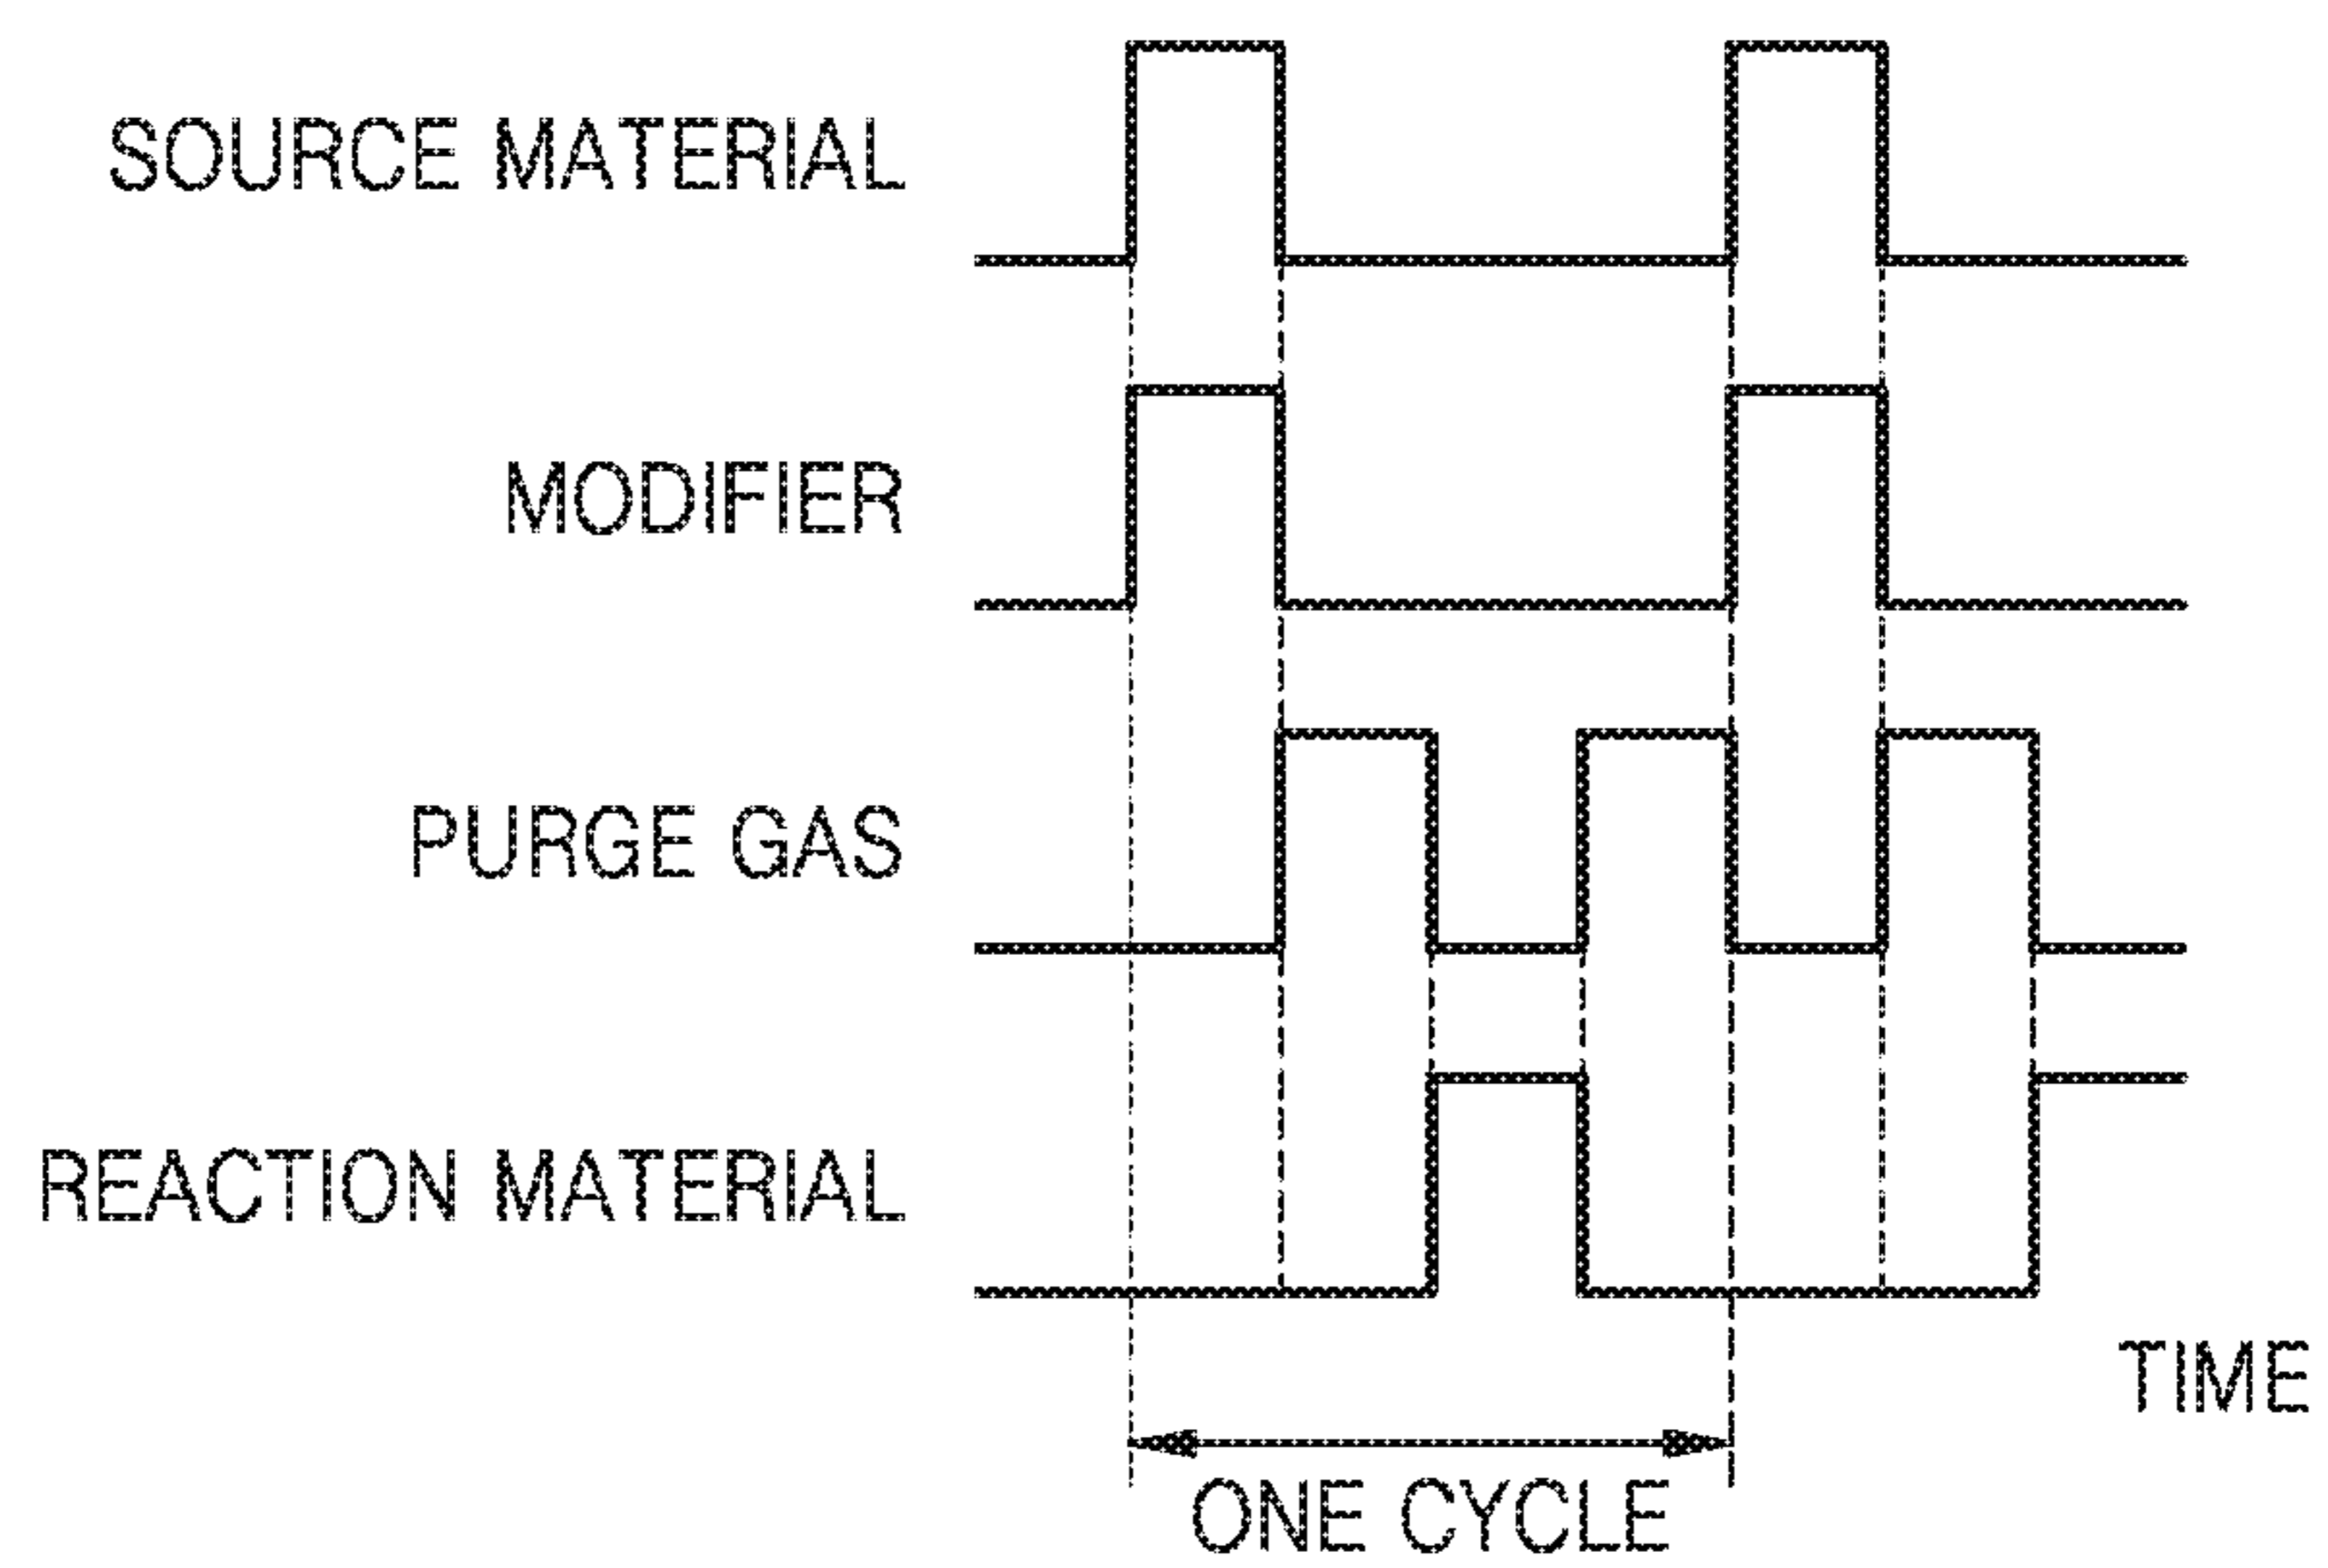 SOURCE MATERIAL
MODIFIER
PURGE GAS
REACTION MATERIAL
TIME
ONE CYCLE